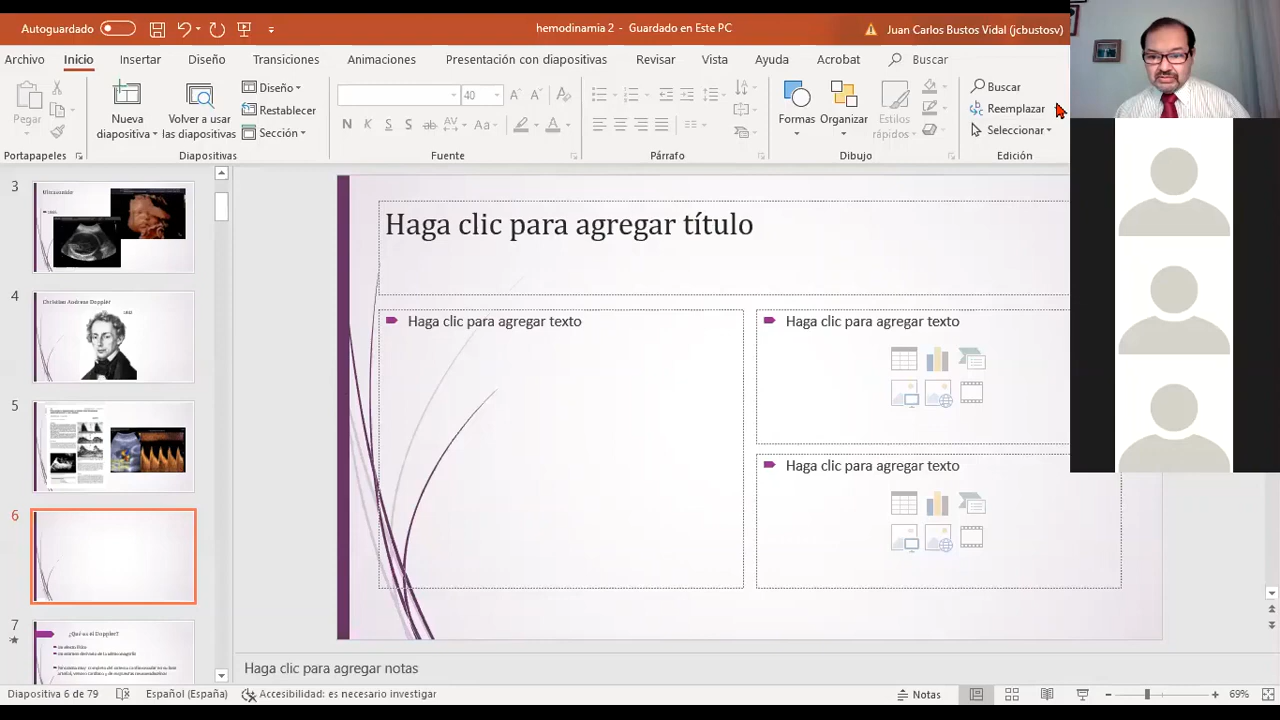 Autoguardado
hemodinamia 2 - Guardado en Este PC
Juan Carlos Bustos Vidal (jcbustosv)
Archivo Inicio Insertar Diseño Transiciones Animaciones Presentación con diapositivas Revisar Vista Ayuda Acrobat Buscar
Pegar
Nueva
diapositiva
Volver a usar
las diapositivas
Diseño
Restablecer
Sección
40
N K S S ab AV Aa A
Formas
Organizar
Estilos
rápidos
Buscar
Reemplazar
Seleccionar
Portapapeles
Diapositivas
Fuente
Párrafo
Dibujo
Edición
3
4
Christian Andreas Doppler
5
6
7
¿Qué es el Doppler?
Haga clic para agregar título
Haga clic para agregar texto
Haga clic para agregar texto
Haga clic para agregar texto
Haga clic para agregar notas
Diapositiva 6 de 79
Español (España)
Accesibilidad: es necesario investigar
Notas
69%